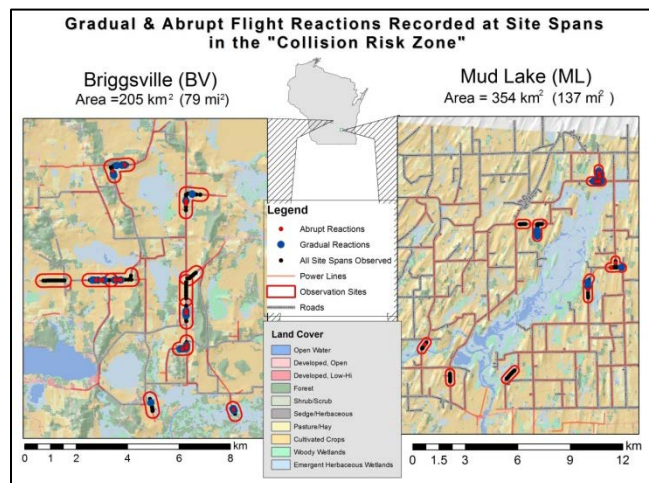 Gradual & Abrupt Flight Reactions Recorded at Site Spans
in the "Collision Risk Zone"
Briggsville (BV)
Area =205 km² (79 mi²)
Mud Lake (ML)
Area = 354 km² (137 mi²)
Legend
Abrupt Reactions
Gradual Reactions
All Site Spans Observed
Power Lines
Observation Sites
Roads
Land Cover
Open Water
Developed, Open
Developed, Low-Hi
Forest
Shrub/Scrub
Sedge/Herbaceous
Pasture/Hay
Cultivated Crops
Woody Wetlands
Emergent Herbaceous Wetlands
km
0 1 2 4 6 8
km
0 1.5 3 6 9 12